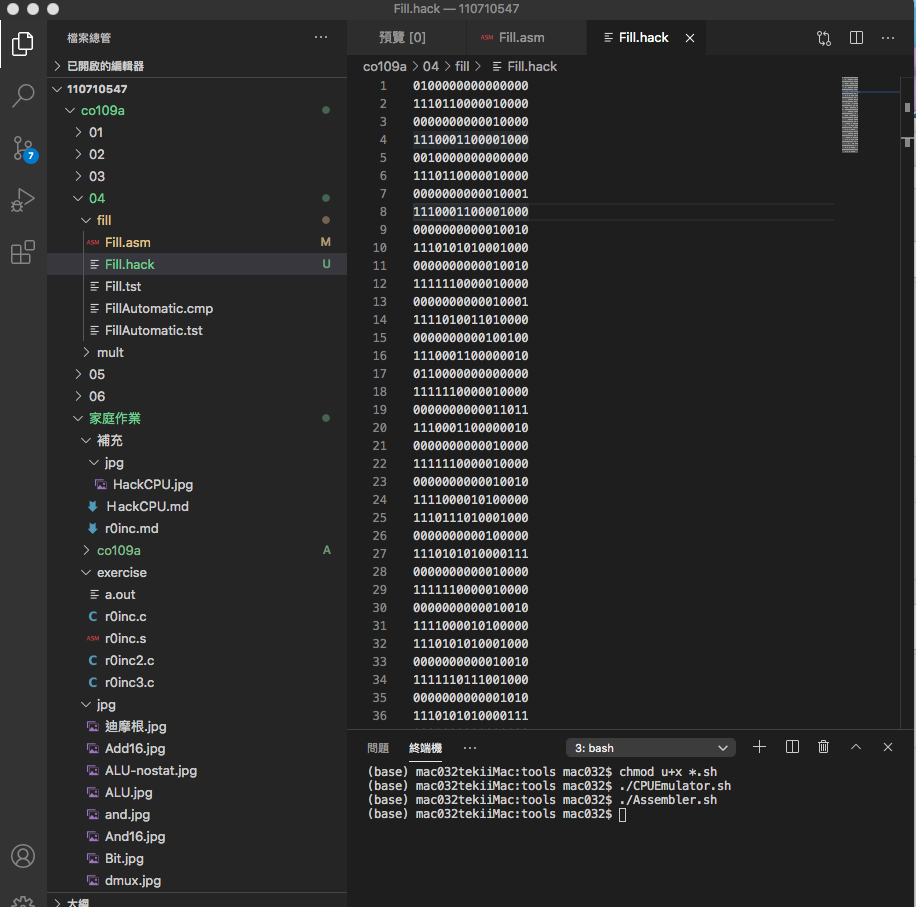 Fill.hack — 110710547
檔案總管
預覽 [0]
ASM Fill.asm
Fill.hack
已開啟的編輯器
co109a > 04 > fill > Fill.hack
110710547
co109a
01
02
03
04
fill
ASM Fill.asm M
Fill.hack U
Fill.tst
FillAutomatic.cmp
FillAutomatic.tst
mult
05
06
家庭作業
補充
jpg
HackCPU.jpg
HackCPU.md
r0inc.md
co109a A
exercise
a.out
C r0inc.c
ASM r0inc.s
C r0inc2.c
C r0inc3.c
jpg
迪摩根.jpg
Add16.jpg
ALU-nostat.jpg
ALU.jpg
and.jpg
And16.jpg
Bit.jpg
dmux.jpg
大綱
7
1 0100000000000000
2 1110110000010000
3 0000000000010000
4 1110001100001000
5 0010000000000000
6 1110110000010000
7 0000000000010001
8 1110001100001000
9 0000000000010010
10 1110101010001000
11 0000000000010010
12 1111110000010000
13 0000000000010001
14 1111010011010000
15 0000000000100100
16 1110001100000010
17 0110000000000000
18 1111110000010000
19 0000000000011011
20 1110001100000010
21 0000000000010000
22 1111110000010000
23 0000000000010010
24 1111000010100000
25 1110111010001000
26 0000000000100000
27 1110101010000111
28 0000000000010000
29 1111110000010000
30 0000000000010010
31 1111000010100000
32 1110101010001000
33 0000000000010010
34 1111110111001000
35 0000000000001010
36 1110101010000111
問題
終端機
3: bash
(base) mac032tekiiMac:tools mac032$ chmod u+x *.sh
(base) mac032tekiiMac:tools mac032$ ./CPUEmulator.sh
(base) mac032tekiiMac:tools mac032$ ./Assembler.sh
(base) mac032tekiiMac:tools mac032$